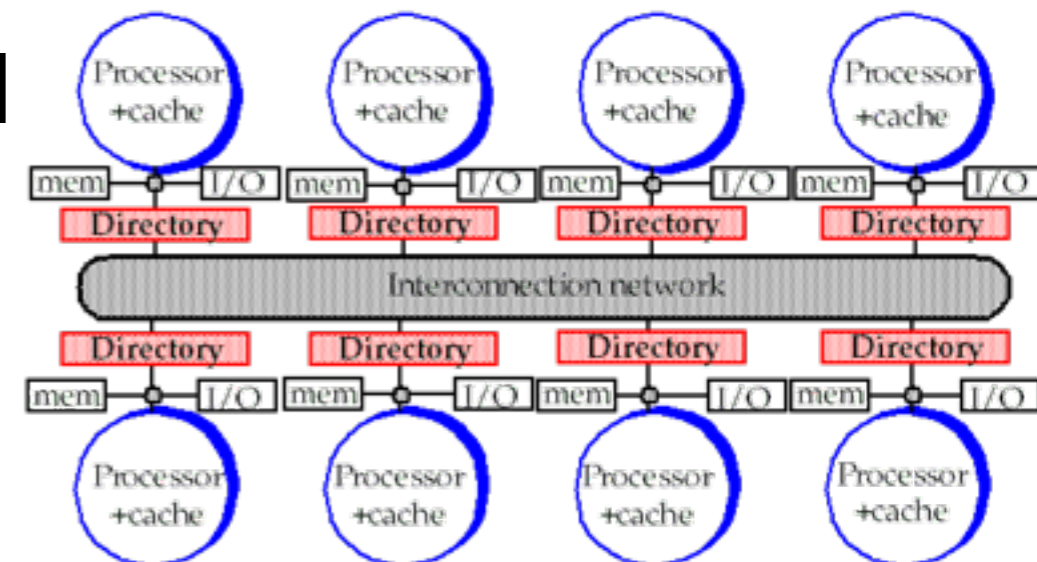 Processor
+cache
Processor
+cache
Processor
+cache
Processor
+cache
mem I/O mem I/O mem I/O mem I/O
Directory Directory Directory Directory
Interconnection network
Directory Directory Directory Directory
mem I/O mem I/O mem I/O mem I/O
Processor
+cache
Processor
+cache
Processor
+cache
Processor
+cache